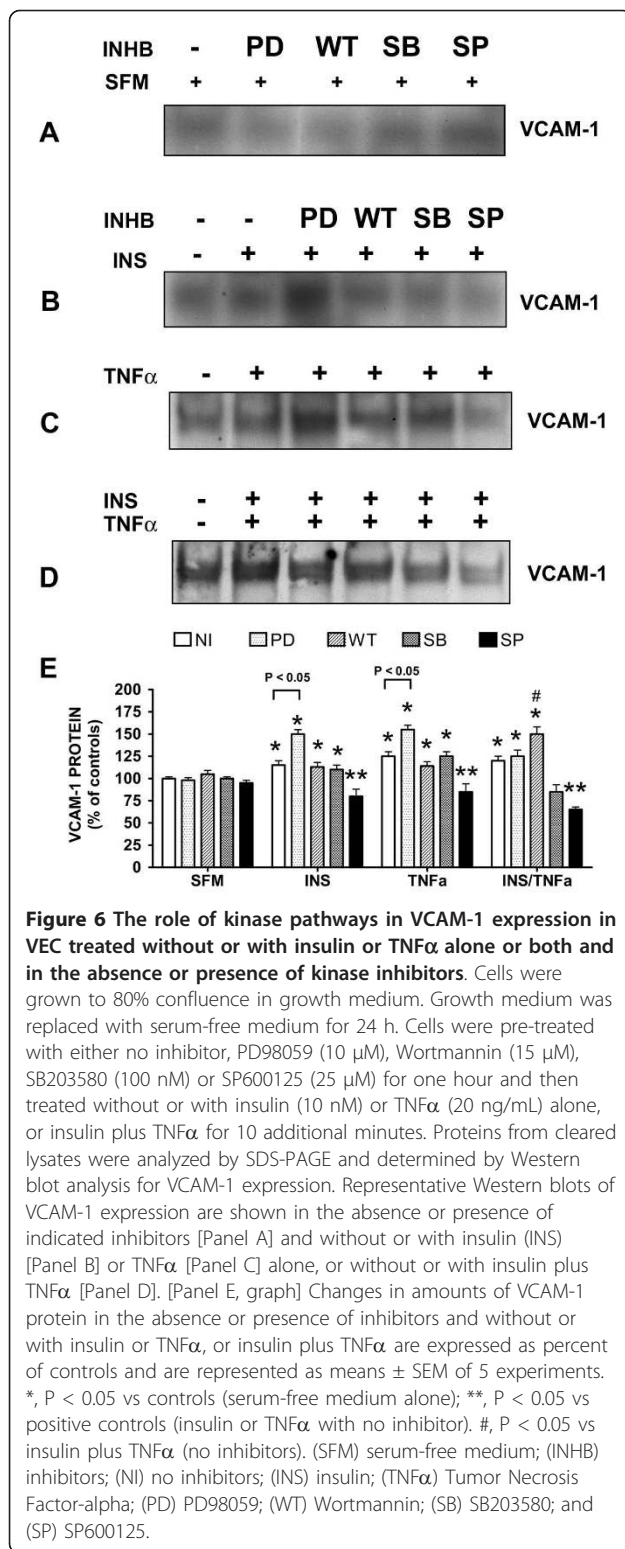 INHB - PD WT SB SP
SFM + + + + +
A VCAM-1
INHB - - PD WT SB SP
INS - + + + + +
B VCAM-1
TNFα - + + + + +
C VCAM-1
INS - + + + + +
TNFα - + + + + +
D VCAM-1
E
NI PD WT SB SP
P < 0.05 P < 0.05
VCAM-1 PROTEIN
(% of controls)
200
175
150
125
100
75
50
25
0
* * * * **
* * * * **
* * * # **
SFM INS TNFa INS/TNFa
Figure 6 The role of kinase pathways in VCAM-1 expression in
VEC treated without or with insulin or TNFα alone or both and
in the absence or presence of kinase inhibitors. Cells were
grown to 80% confluence in growth medium. Growth medium was
replaced with serum-free medium for 24 h. Cells were pre-treated
with either no inhibitor, PD98059 (10 μM), Wortmannin (15 μM),
SB203580 (100 nM) or SP600125 (25 μM) for one hour and then
treated without or with insulin (10 nM) or TNFα (20 ng/mL) alone,
or insulin plus TNFα for 10 additional minutes. Proteins from cleared
lysates were analyzed by SDS-PAGE and determined by Western
blot analysis for VCAM-1 expression. Representative Western blots of
VCAM-1 expression are shown in the absence or presence of
indicated inhibitors [Panel A] and without or with insulin (INS)
[Panel B] or TNFα [Panel C] alone, or without or with insulin plus
TNFα [Panel D]. [Panel E, graph] Changes in amounts of VCAM-1
protein in the absence or presence of inhibitors and without or
with insulin or TNFα, or insulin plus TNFα are expressed as percent
of controls and are represented as means ± SEM of 5 experiments.
*, P < 0.05 vs controls (serum-free medium alone); **, P < 0.05 vs
positive controls (insulin or TNFα with no inhibitor). #, P < 0.05 vs
insulin plus TNFα (no inhibitors). (SFM) serum-free medium; (INHB)
inhibitors; (NI) no inhibitors; (INS) insulin; (TNFα) Tumor Necrosis
Factor-alpha; (PD) PD98059; (WT) Wortmannin; (SB) SB203580; and
(SP) SP600125.